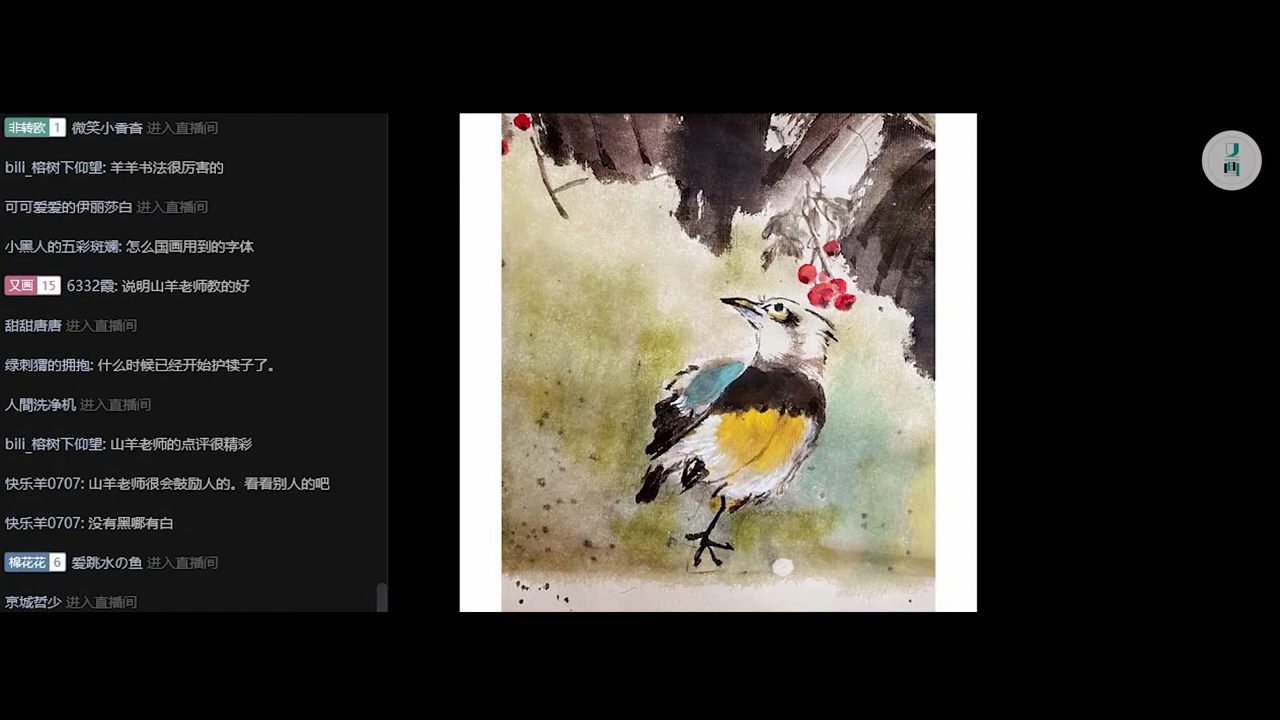 非转欧 1 微笑小香杳 进入直播间
bili_榕树下仰望: 羊羊书法很厉害的
可可爱爱的伊丽莎白 进入直播间
小黑人的五彩斑斓: 怎么国画用到的字体
又画 15 6332霞: 说明山羊老师教的好
甜甜唐唐 进入直播间
绿刺猬的拥抱: 什么时候已经开始护犊子了。
人間洗净机 进入直播间
bili_榕树下仰望: 山羊老师的点评很精彩
快乐羊0707: 山羊老师很会鼓励人的。看看别人的吧
快乐羊0707: 没有黑哪有白
棉花花 6 爱跳水の魚 进入直播间
京城哲少 进入直播间
又画